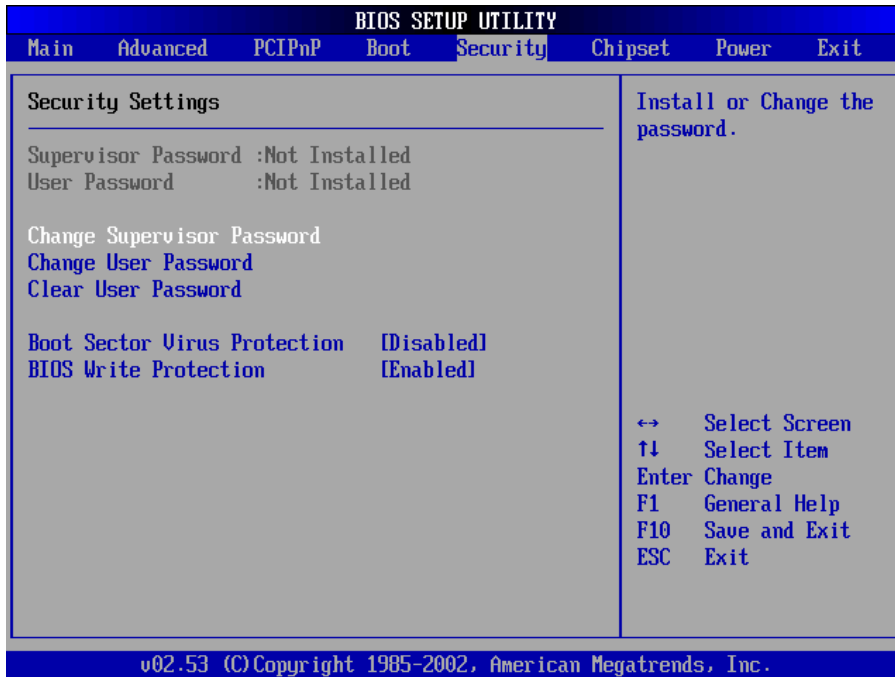 BIOS SETUP UTILITY
Main Advanced PCIPnP Boot Security Chipset Power Exit
Security Settings
Supervisor Password :Not Installed
User Password :Not Installed
Change Supervisor Password
Change User Password
Clear User Password
Boot Sector Virus Protection [Disabled]
BIOS Write Protection [Enabled]
Install or Change the
password.
↔ Select Screen
↑↓ Select Item
Enter Change
F1 General Help
F10 Save and Exit
ESC Exit
v02.53 (C)Copyright 1985-2002, American Megatrends, Inc.